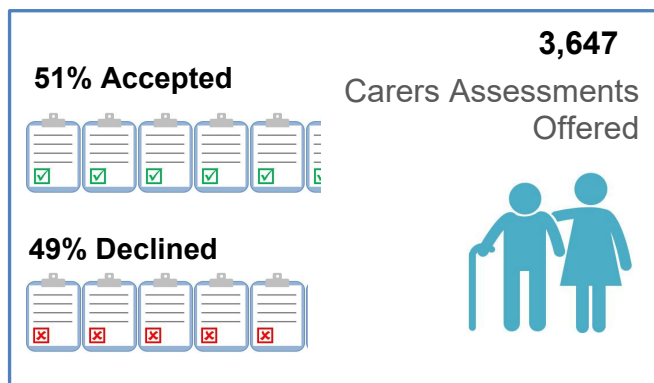 51% Accepted
49% Declined
3,647
Carers Assessments
Offered